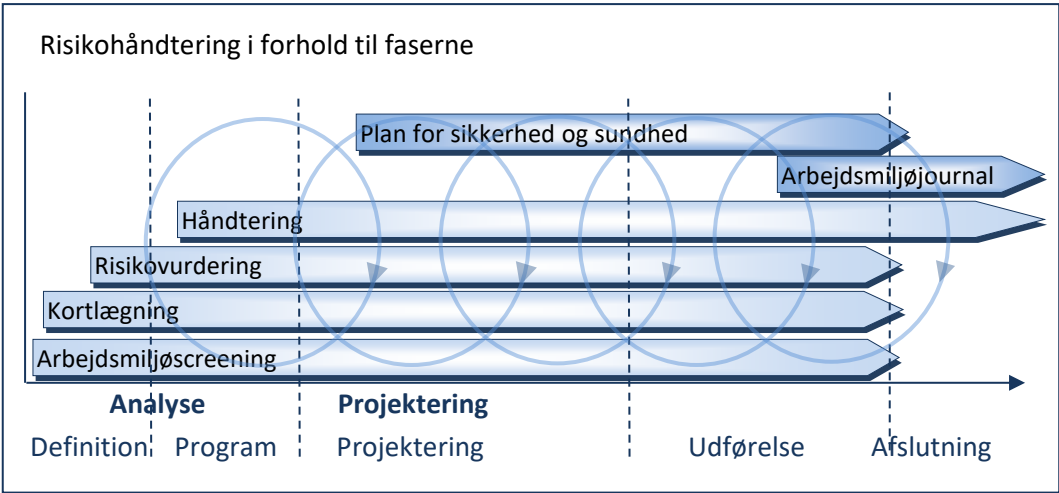 Risikohåndtering i forhold til faserne
Plan for sikkerhed og sundhed
Arbejdsmiljøjournal
Håndtering
Risikovurdering
Kortlægning
Arbejdsmiljøscreening
Analyse Projektering
Definition Program Projektering Udførelse Afslutning